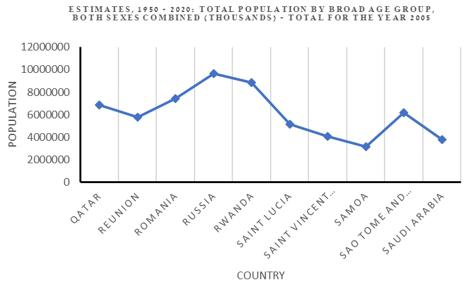 ESTIMATES, 1950 - 2020: TOTAL POPULATION BY BROAD AGE GROUP,
BOTH SEXES COMBINED (THOUSANDS) - TOTAL FOR THE YEAR 2005
12000000
10000000
8000000
6000000
4000000
2000000
0
POPULATION
QATAR
REUNION
ROMANIA
RUSSIA
RWANDA
SAINT LUCIA
SAINT VINCENT...
SAMOA
SAO TOME AND...
SAUDI ARABIA
COUNTRY